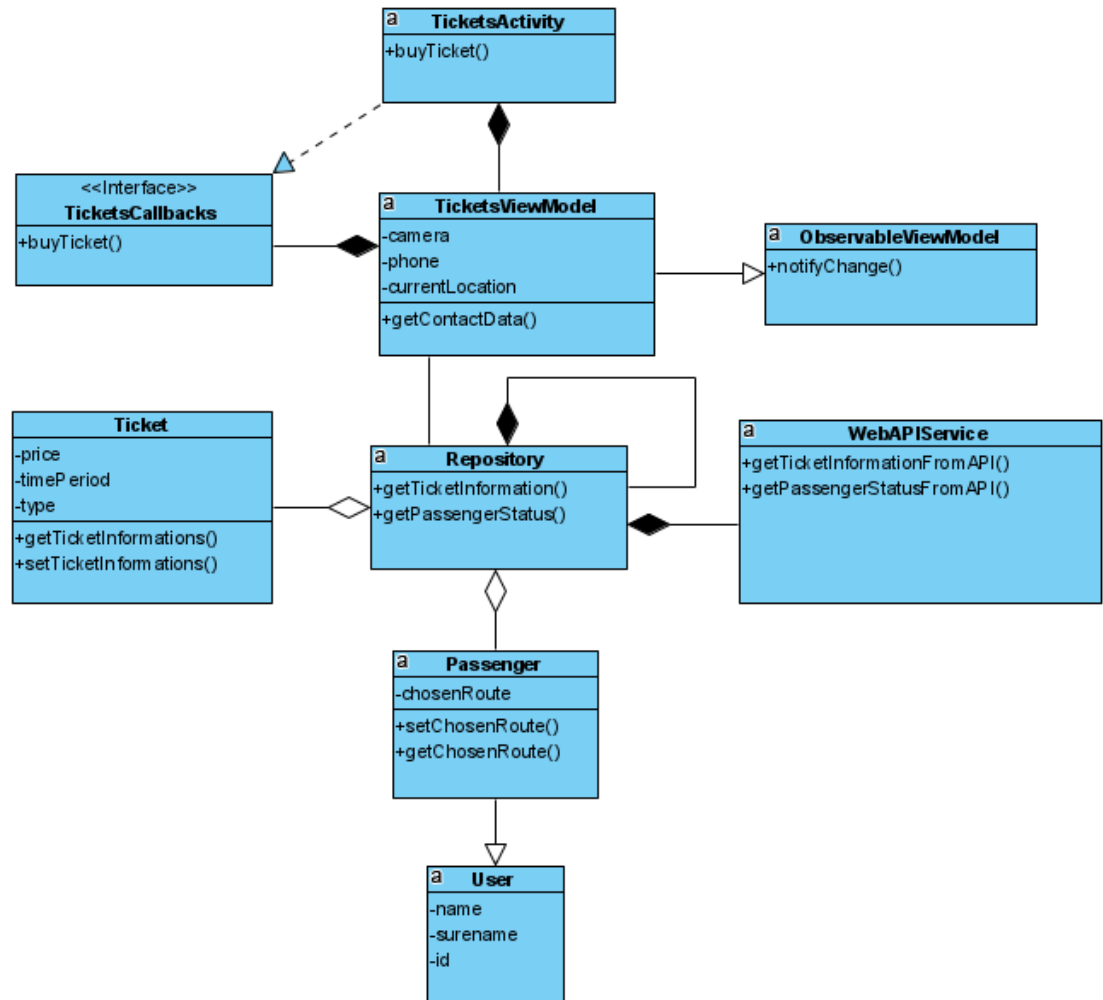 a
TicketsActivity
+buyTicket()
<<Interface>>
TicketsCallbacks
+buyTicket()
a
TicketsViewModel
-camera
-phone
-currentLocation
+getContactData()
a
ObservableViewModel
+notifyChange()
Ticket
-price
-timePeriod
-type
+getTicketInformations()
+setTicketInformations()
a
Repository
+getTicketInformation()
+getPassengerStatus()
a
WebAPIService
+getTicketInformationFromAPI()
+getPassengerStatusFromAPI()
a
Passenger
-chosenRoute
+setChosenRoute()
+getChosenRoute()
a
User
-name
-surename
-id